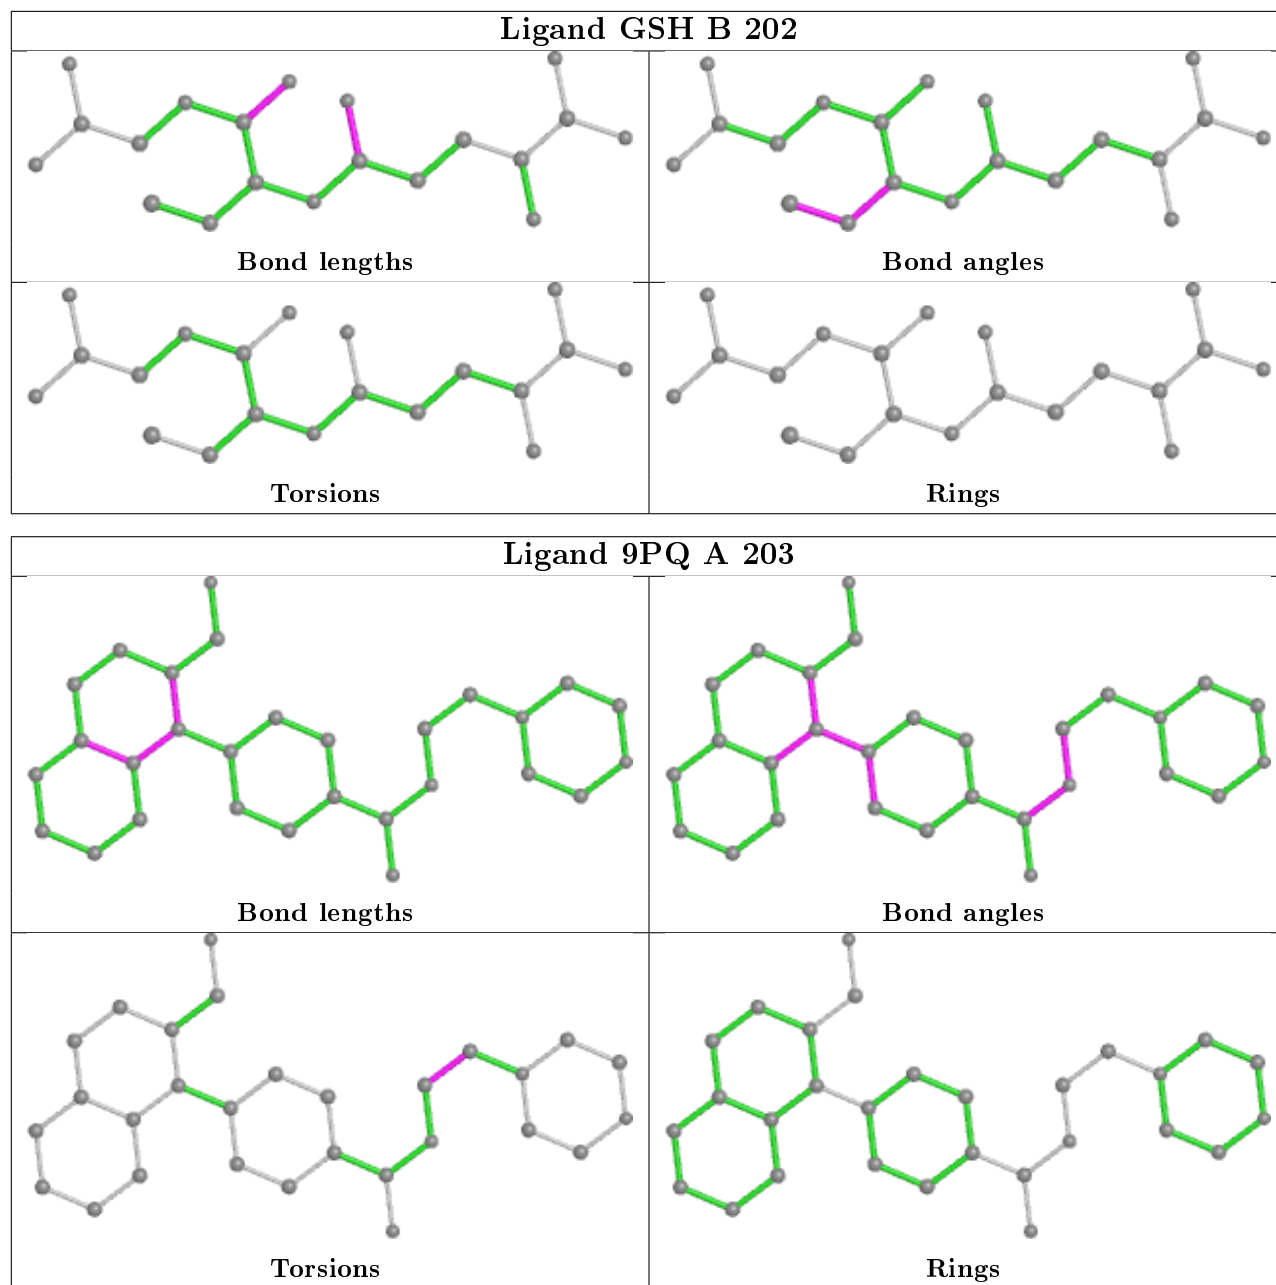 Ligand GSH B 202
Bond lengths
Bond angles
Torsions
Rings
Ligand 9PQ A 203
Bond lengths
Bond angles
Torsions
Rings